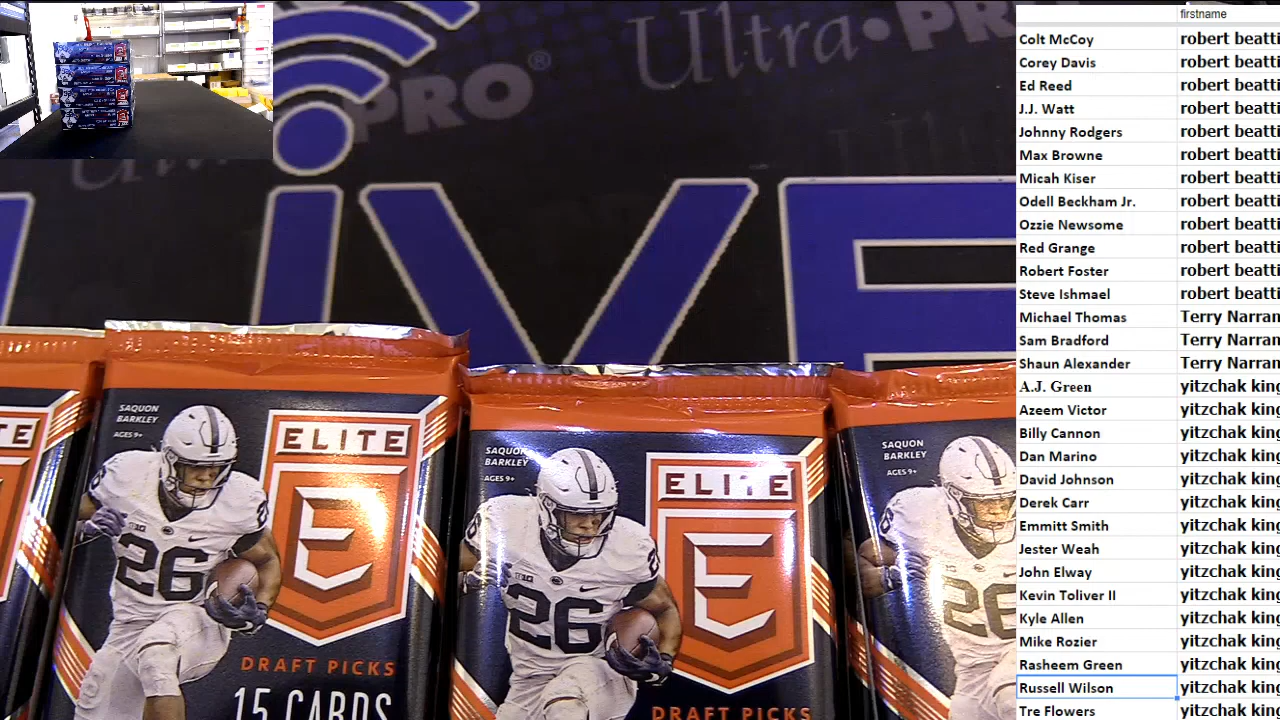 Ultra•PRO
PRO®
LiVE
SAQUON
BARKLEY
AGES 9+
ELITE
E
26
DRAFT PICKS
15 CARDS
SAQUON
BARKLEY
AGES 9+
ELITE
E
26
DRAFT PICKS
SAQUON
BARKLEY
AGES 9+
26
firstname
Colt McCoy robert beatti
Corey Davis robert beatti
Ed Reed robert beatti
J.J. Watt robert beatti
Johnny Rodgers robert beatti
Max Browne robert beatti
Micah Kiser robert beatti
Odell Beckham Jr. robert beatti
Ozzie Newsome robert beatti
Red Grange robert beatti
Robert Foster robert beatti
Steve Ishmael robert beatti
Michael Thomas Terry Narran
Sam Bradford Terry Narran
Shaun Alexander Terry Narran
A.J. Green yitzchak king
Azeem Victor yitzchak king
Billy Cannon yitzchak king
Dan Marino yitzchak king
David Johnson yitzchak king
Derek Carr yitzchak king
Emmitt Smith yitzchak king
Jester Weah yitzchak king
John Elway yitzchak king
Kevin Toliver II yitzchak king
Kyle Allen yitzchak king
Mike Rozier yitzchak king
Rasheem Green yitzchak king
Russell Wilson yitzchak king
Tre Flowers yitzchak king